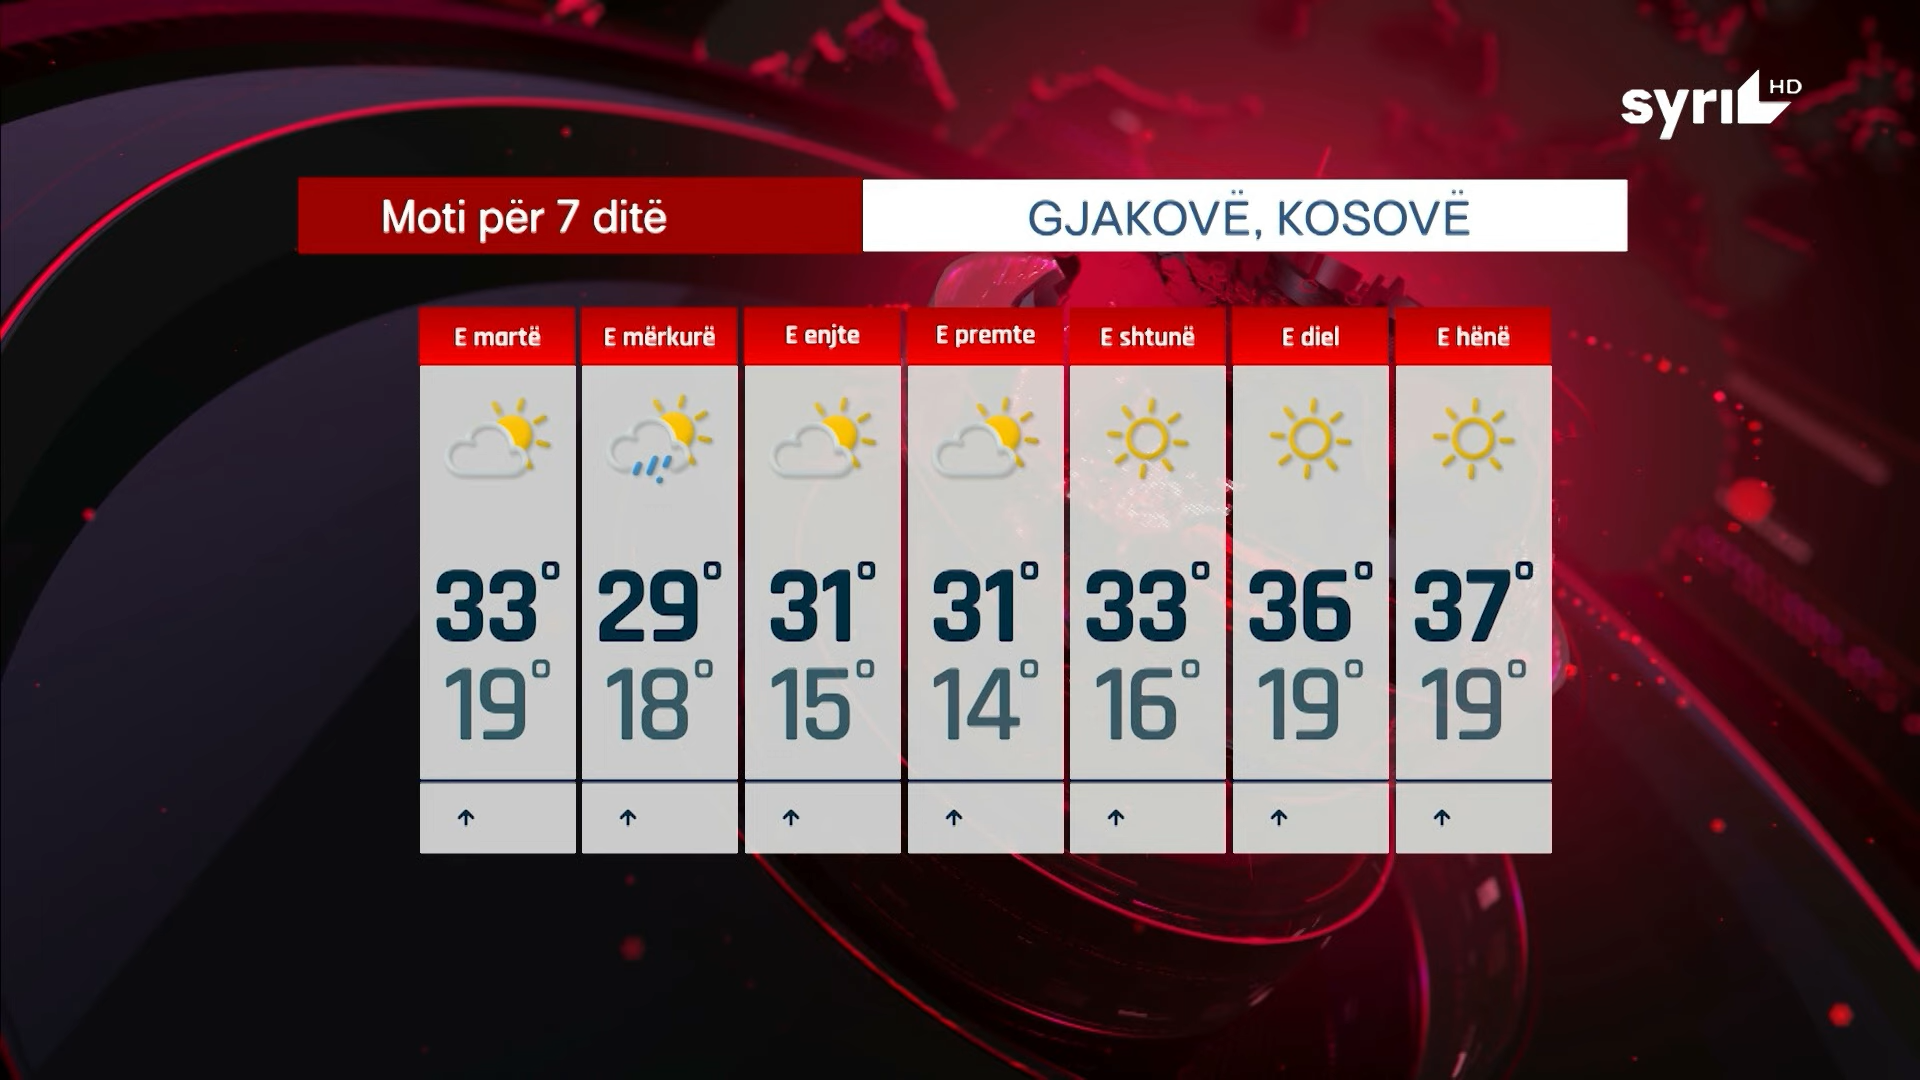 syri HD
Moti për 7 ditë
GJAKOVË, KOSOVË
E martë E mërkurë E enjte E premte E shtunë E diel E hënë
33° 29° 31° 31° 33° 36° 37°
19° 18° 15° 14° 16° 19° 19°
↑ ↑ ↑ ↑ ↑ ↑ ↑